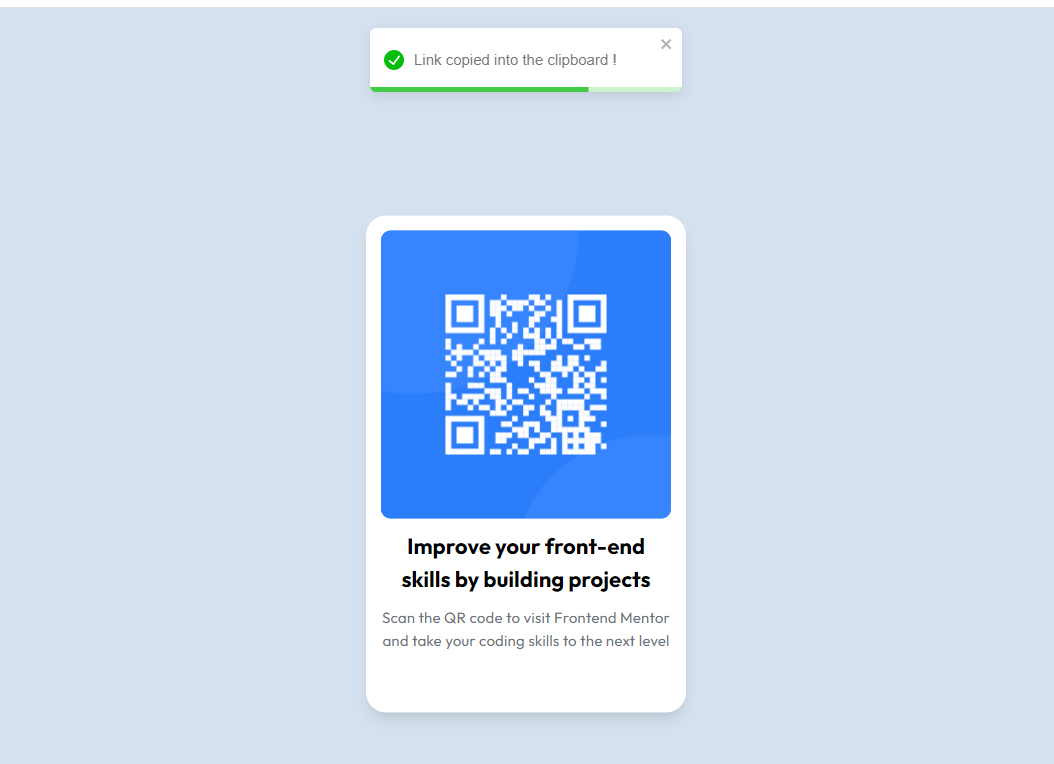 Link copied into the clipboard !
Improve your front-end
skills by building projects
Scan the QR code to visit Frontend Mentor
and take your coding skills to the next level